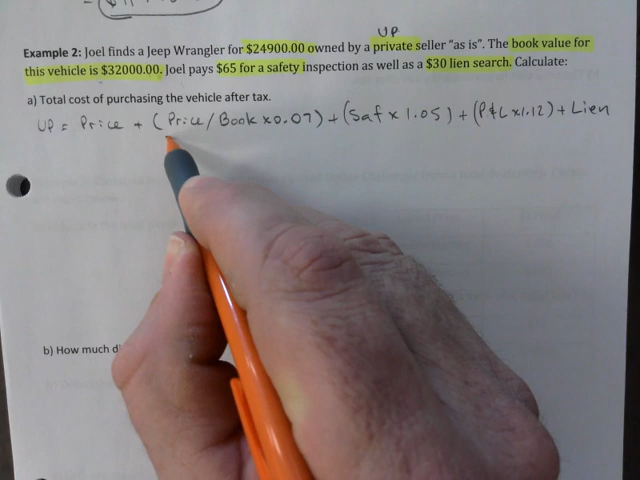 UP
Example 2: Joel finds a Jeep Wrangler for $24900.00 owned by a private seller “as is”. The book value for
this vehicle is $32000.00. Joel pays $65 for a safety inspection as well as a $30 lien search. Calculate:
a) Total cost of purchasing the vehicle after tax.
UP = Price + (Price/Book x 0.07) + (Saf x 1.05) + (P&L x 1.12) + Lien
b) How much